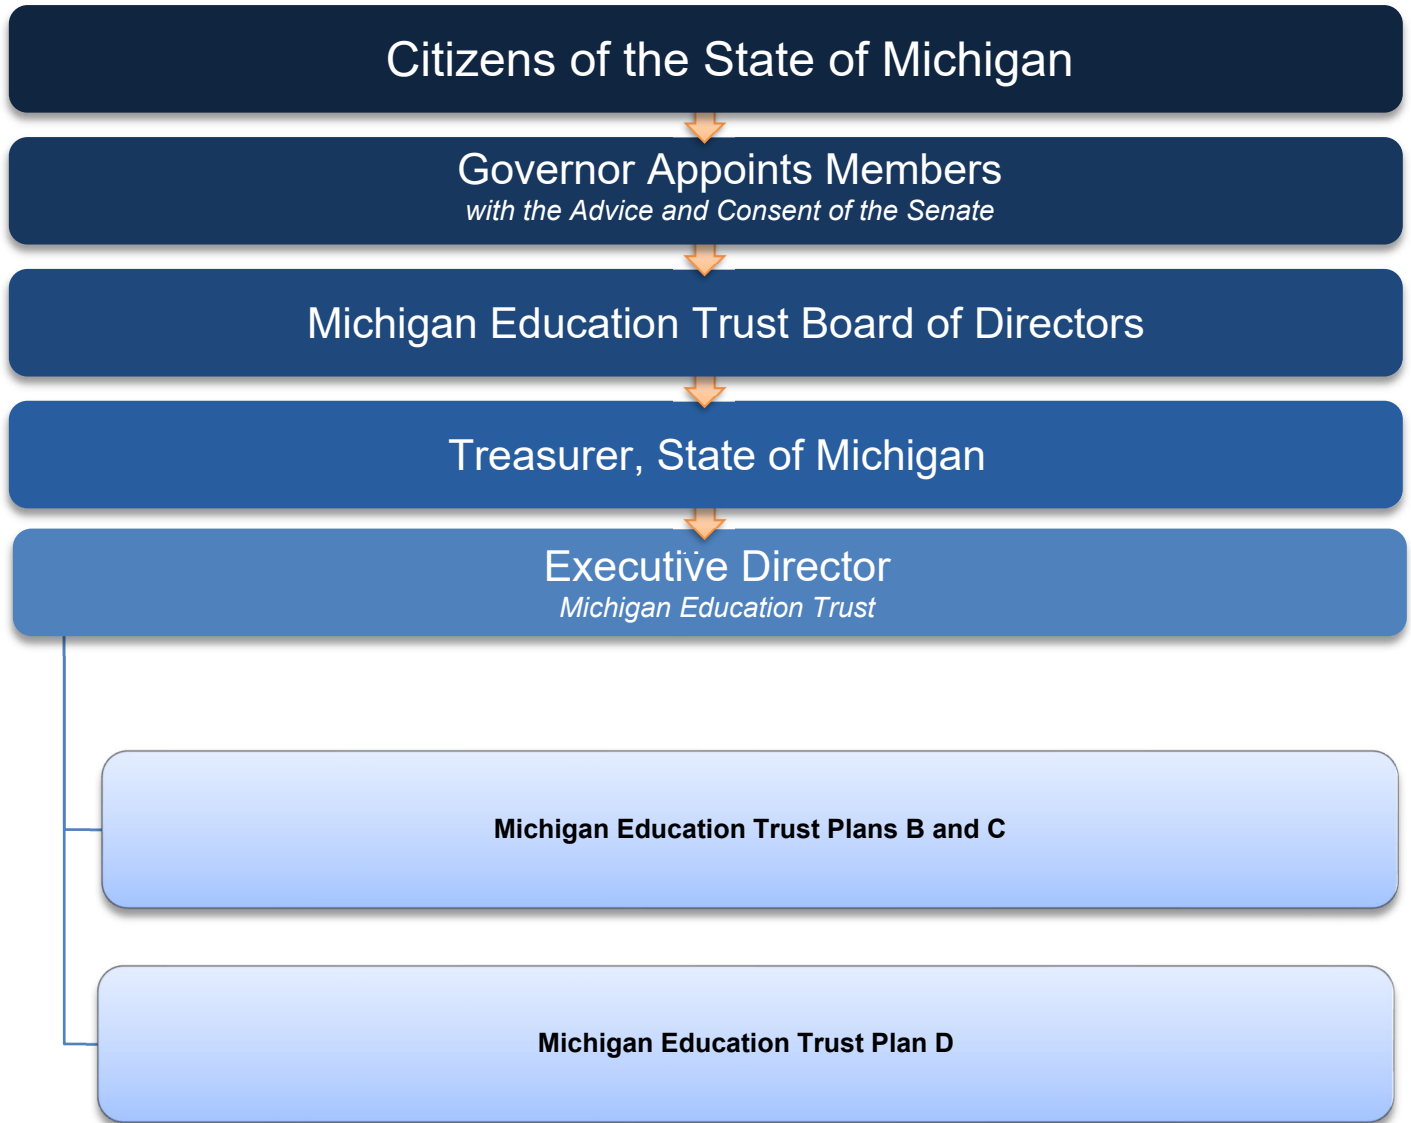 Citizens of the State of Michigan
Governor Appoints Members
with the Advice and Consent of the Senate
Michigan Education Trust Board of Directors
Treasurer, State of Michigan
Executive Director
Michigan Education Trust
Michigan Education Trust Plans B and C
Michigan Education Trust Plan D